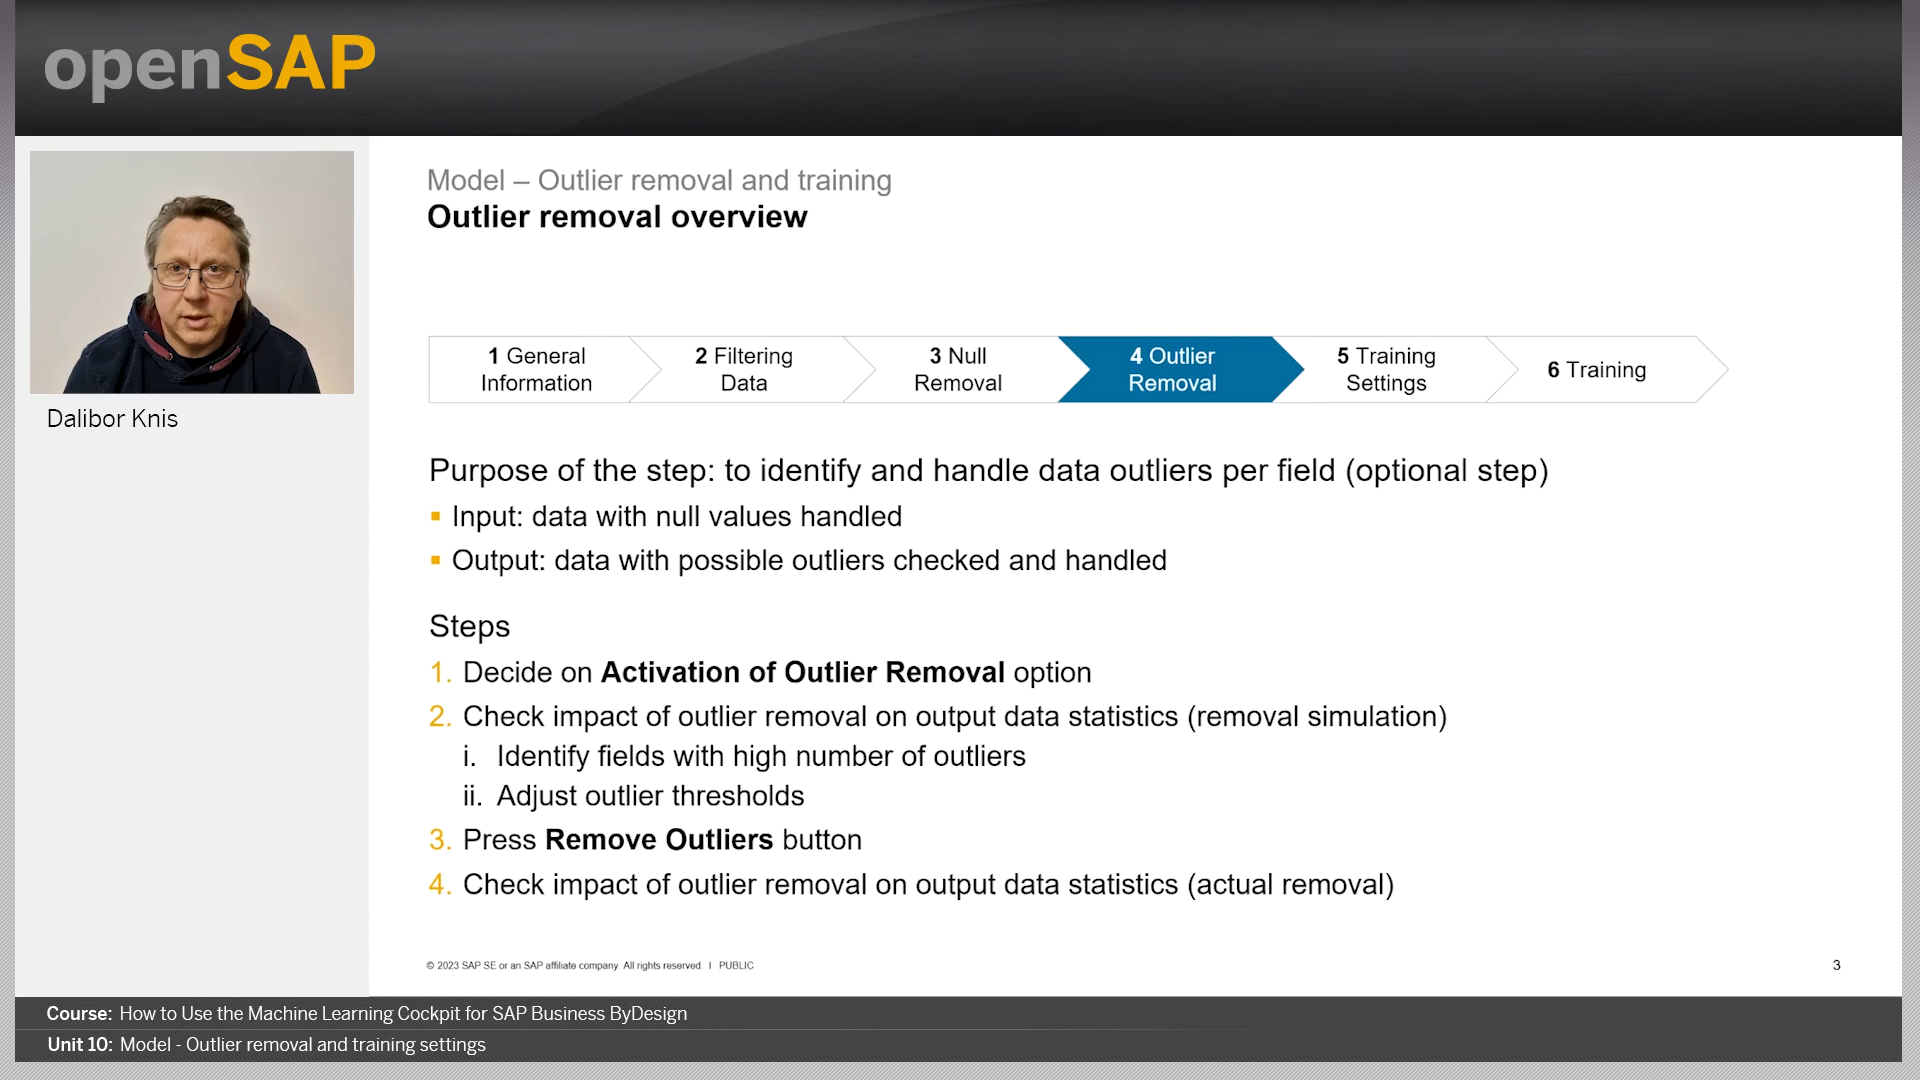 openSAP
Dalibor Knis
Model – Outlier removal and training
Outlier removal overview
1 General
Information
2 Filtering
Data
3 Null
Removal
4 Outlier
Removal
5 Training
Settings
6 Training
Purpose of the step: to identify and handle data outliers per field (optional step)
▪ Input: data with null values handled
▪ Output: data with possible outliers checked and handled
Steps
1. Decide on Activation of Outlier Removal option
2. Check impact of outlier removal on output data statistics (removal simulation)
i. Identify fields with high number of outliers
ii. Adjust outlier thresholds
3. Press Remove Outliers button
4. Check impact of outlier removal on output data statistics (actual removal)
© 2023 SAP SE or an SAP affiliate company. All rights reserved. I PUBLIC
3
Course: How to Use the Machine Learning Cockpit for SAP Business ByDesign
Unit 10: Model - Outlier removal and training settings